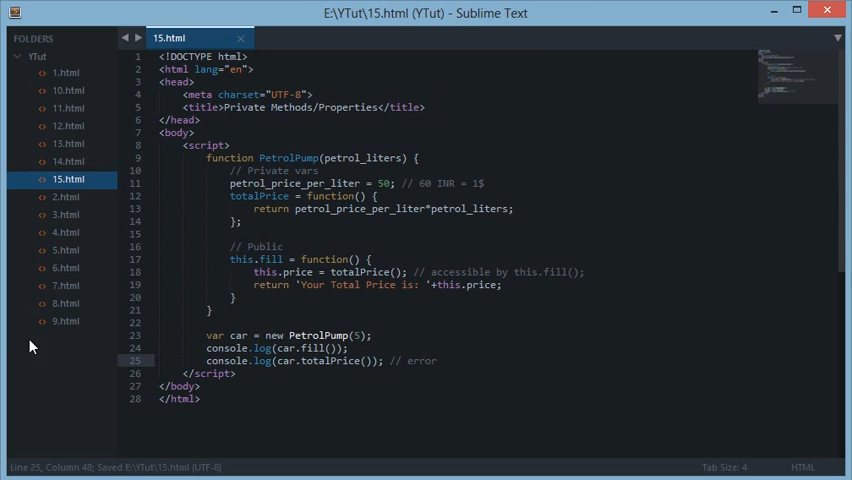 E:\YTut\15.html (YTut) - Sublime Text
FOLDERS
YTut
1.html
10.html
11.html
12.html
13.html
14.html
15.html
2.html
3.html
4.html
5.html
6.html
7.html
8.html
9.html
15.html
1 <!DOCTYPE html>
2 <html lang="en">
3 <head>
4 <meta charset="UTF-8">
5 <title>Private Methods/Properties</title>
6 </head>
7 <body>
8 <script>
9 function PetrolPump(petrol_liters) {
10 // Private vars
11 petrol_price_per_liter = 50; // 60 INR = 1$
12 totalPrice = function() {
13 return petrol_price_per_liter*petrol_liters;
14 };
15
16 // Public
17 this.fill = function() {
18 this.price = totalPrice(); // accessible by this.fill();
19 return 'Your Total Price is: '+this.price;
20 }
21 }
22
23 var car = new PetrolPump(5);
24 console.log(car.fill());
25 console.log(car.totalPrice()); // error
26 </script>
27 </body>
28 </html>
Line 25, Column 48; Saved E:\YTut\15.html (UTF-8)
Tab Size: 4
HTML